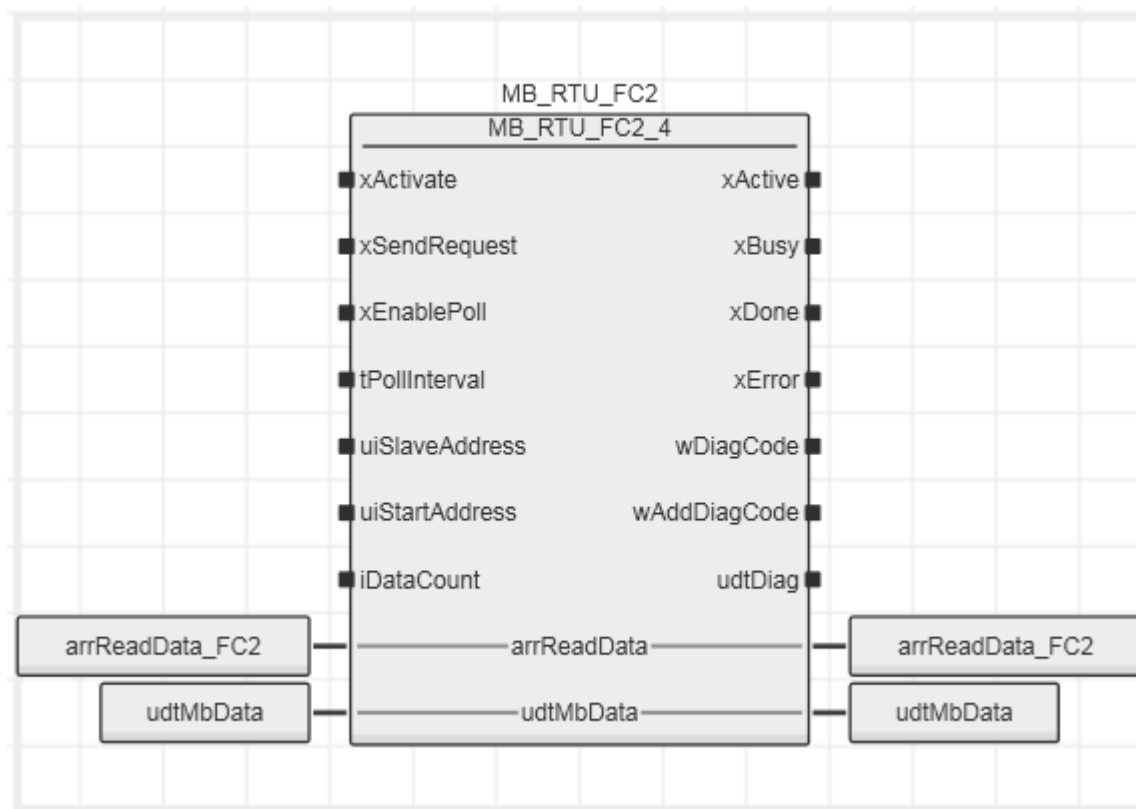 MB_RTU_FC2
MB_RTU_FC2_4
xActivate xActive
xSendRequest xBusy
xEnablePoll xDone
tPollInterval xError
uiSlaveAddress wDiagCode
uiStartAddress wAddDiagCode
iDataCount udtDiag
arrReadData_FC2 arrReadData arrReadData_FC2
udtMbData udtMbData udtMbData